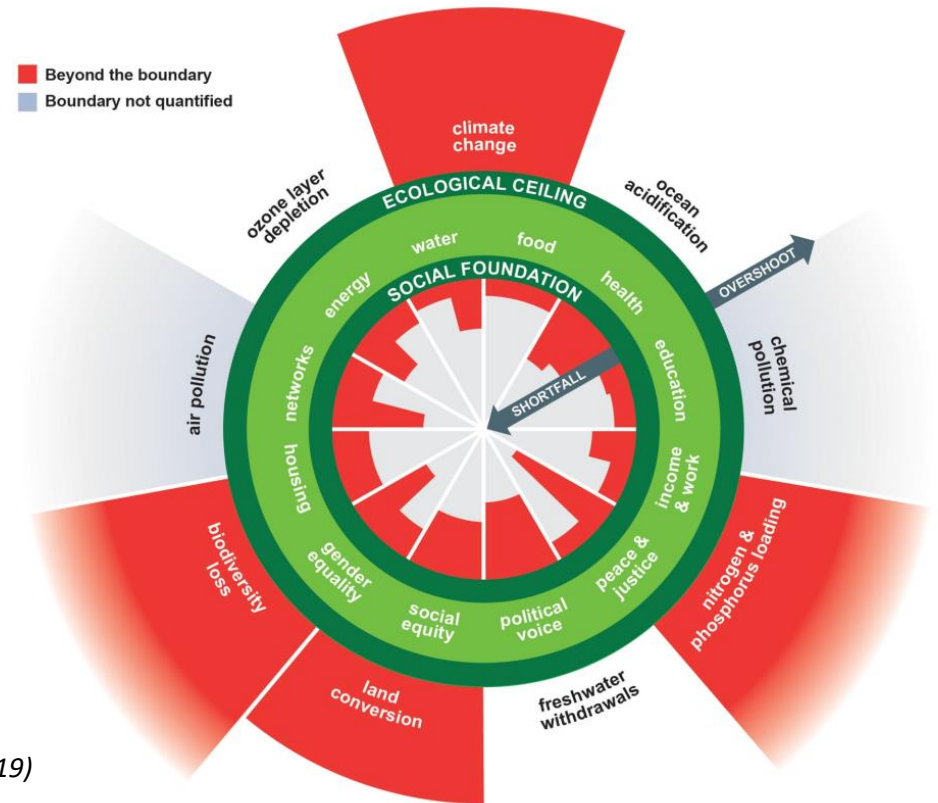 Beyond the boundary
Boundary not quantified
climate
change
ozone layer
depletion
ocean
acidification
ECOLOGICAL CEILING
OVERSHOOT
water
food
energy
health
SOCIAL FOUNDATION
networks
education
SHORTFALL
air pollution
chemical
pollution
housing
income
& work
gender
equality
peace &
justice
social
equity
political
voice
biodiversity
loss
nitrogen &
phosphorus loading
land
conversion
freshwater
withdrawals
19)